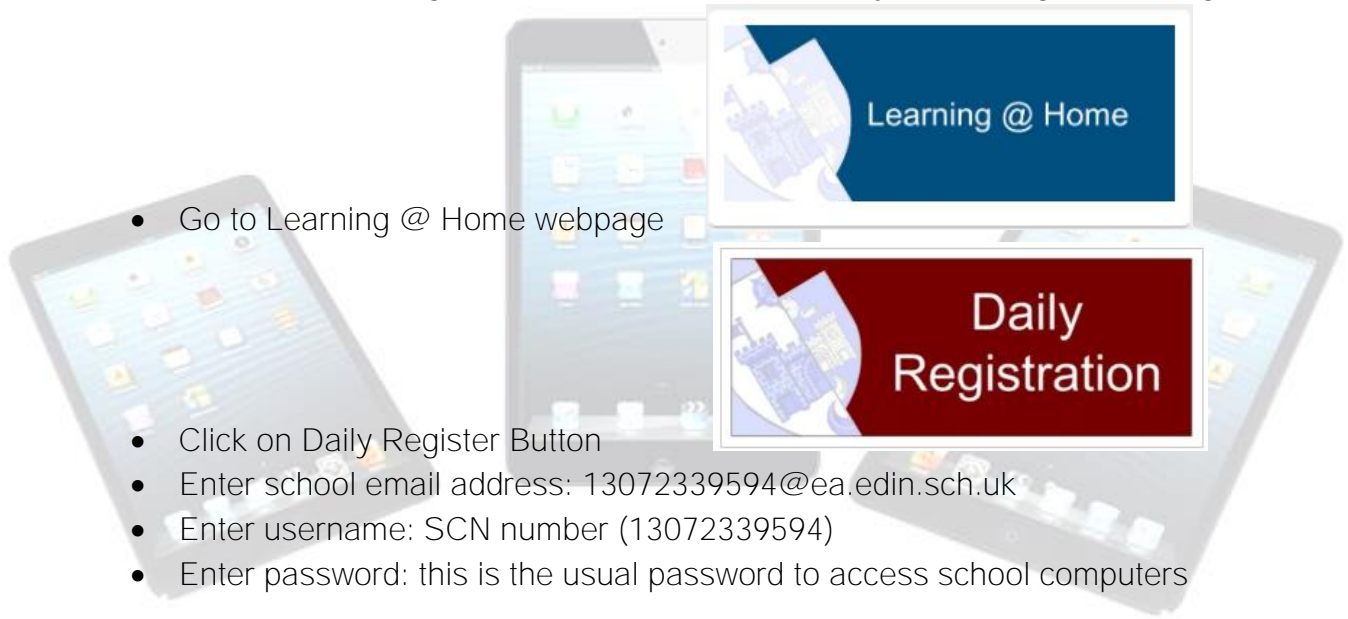 Learning @ Home
• Go to Learning @ Home webpage
Daily
Registration
• Click on Daily Register Button
• Enter school email address: 13072339594@ea.edin.sch.uk
• Enter username: SCN number (13072339594)
• Enter password: this is the usual password to access school computers